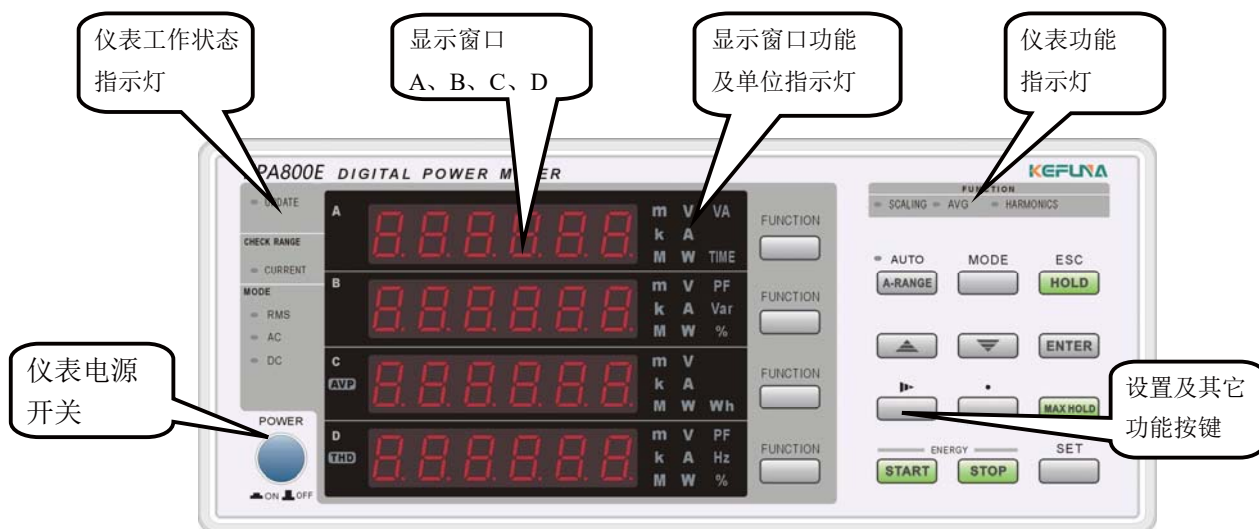 仪表工作状态
指示灯
显示窗口
A、B、C、D
显示窗口功能
及单位指示灯
仪表功能
指示灯
PA800E DIGITAL POWER METER
KEFUNA
FUNCTION
SCALING AVG HARMONICS
UPDATE
CHECK RANGE
CURRENT
MODE
RMS
AC
DC
A
m V VA
k A
M W TIME
FUNCTION
B
m V PF
k A Var
M W %
FUNCTION
C
AVP
m V
k A
M W Wh
FUNCTION
D
THD
m V PF
k A Hz
M W %
FUNCTION
AUTO MODE ESC
A-RANGE HOLD
ENTER
MAX HOLD
ENERGY SET
START STOP
仪表电源
开关
POWER
ON OFF
设置及其它
功能按键